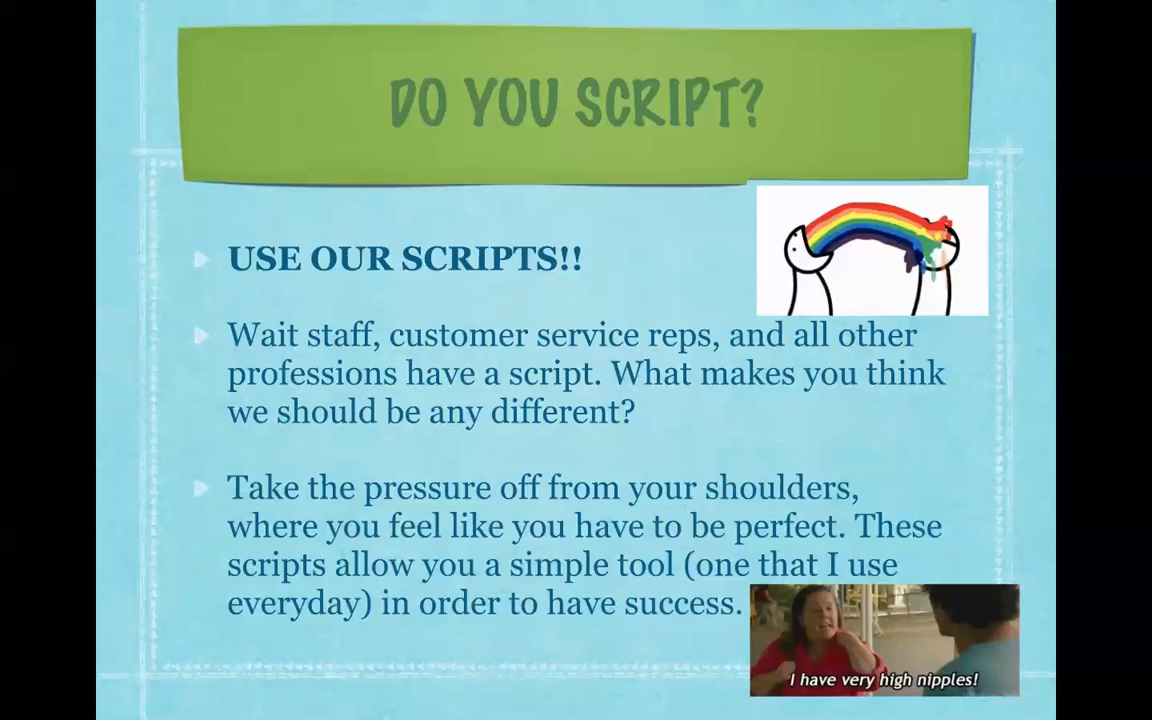 DO YOU SCRIPT?
USE OUR SCRIPTS!!
Wait staff, customer service reps, and all other
professions have a script. What makes you think
we should be any different?
Take the pressure off from your shoulders,
where you feel like you have to be perfect. These
scripts allow you a simple tool (one that I use
everyday) in order to have success.
I have very high nipples!